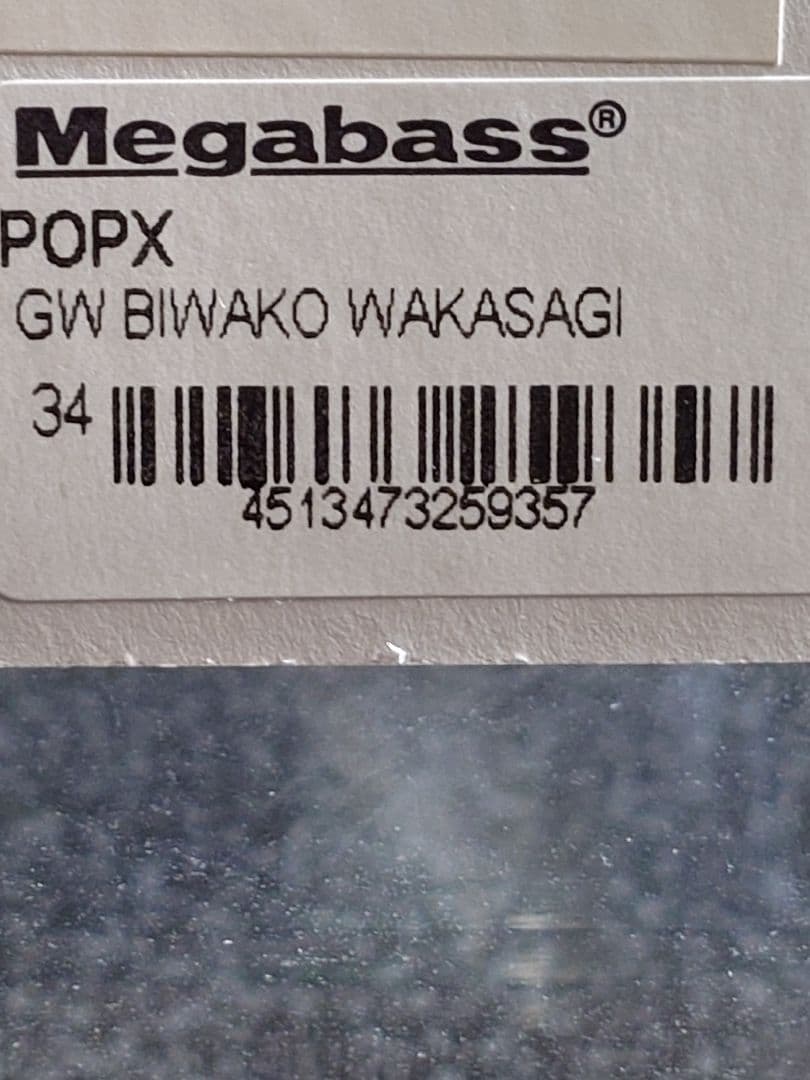 Megabass®
POPX
GW BIWAKO WAKASAGI
34
4513473259357